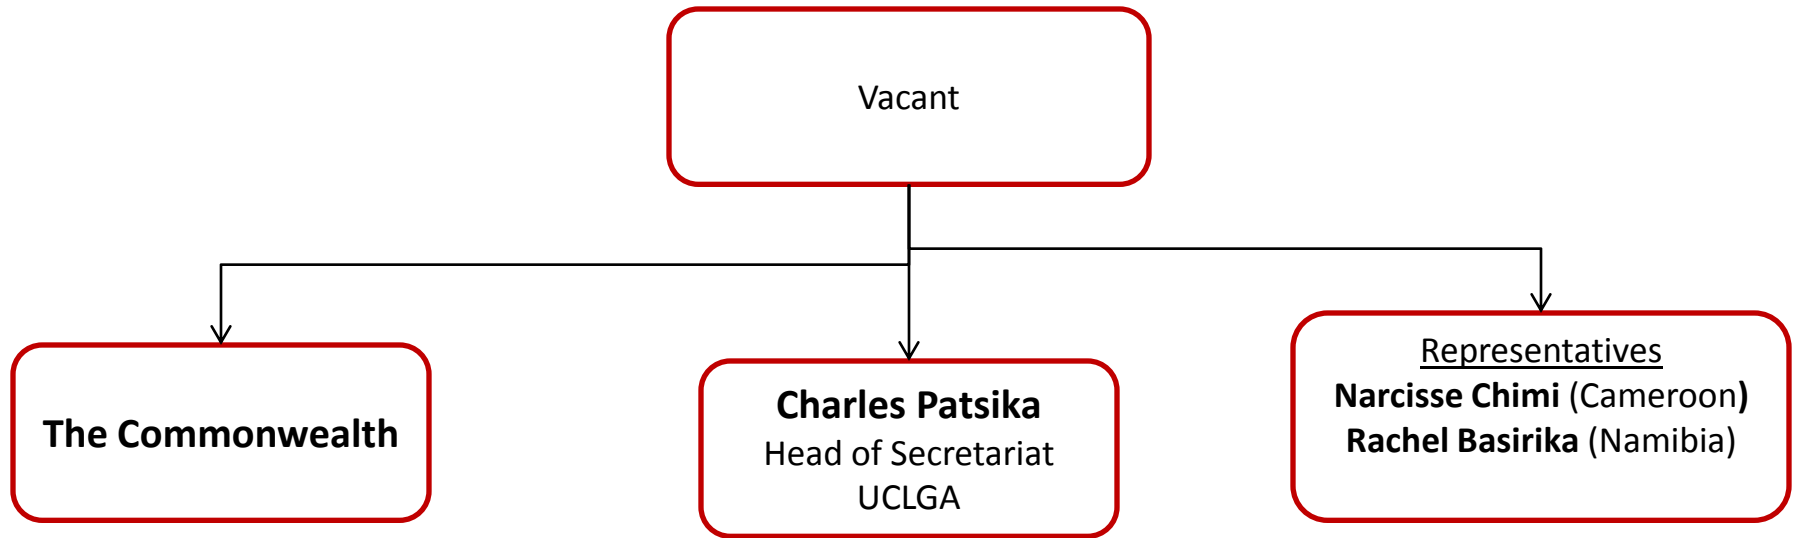 Vacant
The Commonwealth
Charles Patsika
Head of Secretariat
UCLGA
Representatives
Narcisse Chimi (Cameroon)
Rachel Basirika (Namibia)